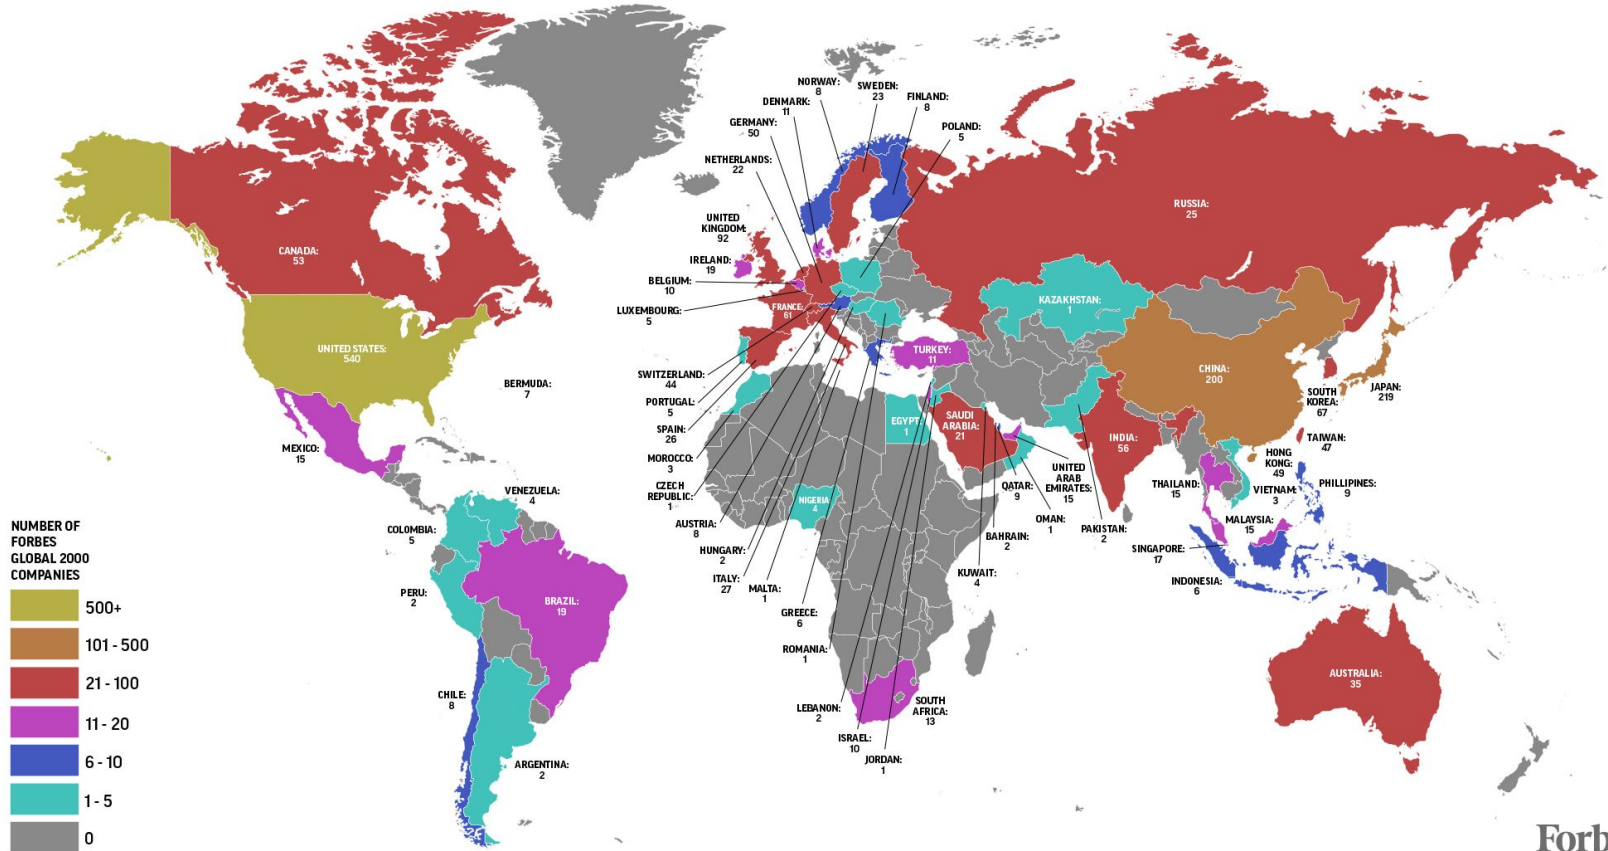 NORWAY:
8
SWEDEN:
23
DENMARK:
11
FINLAND:
8
GERMANY:
50
POLAND:
5
NETHERLANDS:
22
UNITED
KINGDOM:
92
RUSSIA:
25
CANADA:
53
IRELAND:
19
BELGIUM:
10
LUXEMBOURG:
5
FRANCE:
61
KAZAKHSTAN:
1
UNITED STATES:
540
TURKEY:
11
CHINA:
200
SWITZERLAND:
44
BERMUDA:
7
PORTUGAL:
5
SOUTH
KOREA:
67
JAPAN:
219
SPAIN:
26
EGYPT:
1
SAUDI
ARABIA:
21
INDIA:
56
TAIWAN:
47
MEXICO:
15
MOROCCO:
3
HONG
KONG:
49
UNITED
ARAB
EMIRATES:
15
CZECH
REPUBLIC:
1
QATAR:
9
THAILAND:
15
VIETNAM:
3
PHILLIPINES:
9
VENEZUELA:
4
NIGERIA
4
OMAN:
1
PAKISTAN:
2
MALAYSIA:
15
COLOMBIA:
5
AUSTRIA:
8
BAHRAIN:
2
SINGAPORE:
17
HUNGARY:
2
KUWAIT:
4
INDONESIA:
6
ITALY:
27
MALTA:
1
PERU:
2
BRAZIL:
19
GREECE:
6
ROMANIA:
1
AUSTRALIA:
35
CHILE:
8
LEBANON:
2
SOUTH
AFRICA:
13
ISRAEL:
10
JORDAN:
1
ARGENTINA:
2
NUMBER OF
FORBES
GLOBAL 2000
COMPANIES
500+
101 - 500
21 - 100
11 - 20
6 - 10
1 - 5
0
Forb